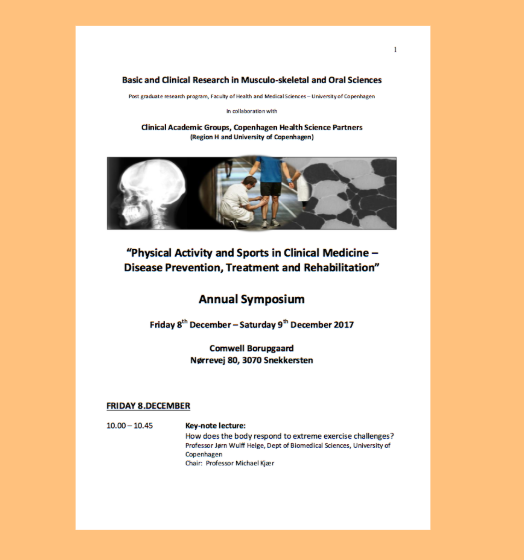 1
Basic and Clinical Research in Musculo-skeletal and Oral Sciences
Post graduate research program, Faculty of Health and Medical Sciences – University of Copenhagen
in collaboration with
Clinical Academic Groups, Copenhagen Health Science Partners
(Region H and University of Copenhagen)
“Physical Activity and Sports in Clinical Medicine –
Disease Prevention, Treatment and Rehabilitation”
Annual Symposium
Friday 8th December – Saturday 9th December 2017
Comwell Borupgaard
Nørrevej 80, 3070 Snekkersten
FRIDAY 8.DECEMBER
10.00 – 10.45 Key-note lecture:
How does the body respond to extreme exercise challenges?
Professor Jørn Wulff Helge, Dept of Biomedical Sciences, University of
Copenhagen
Chair: Professor Michael Kjær